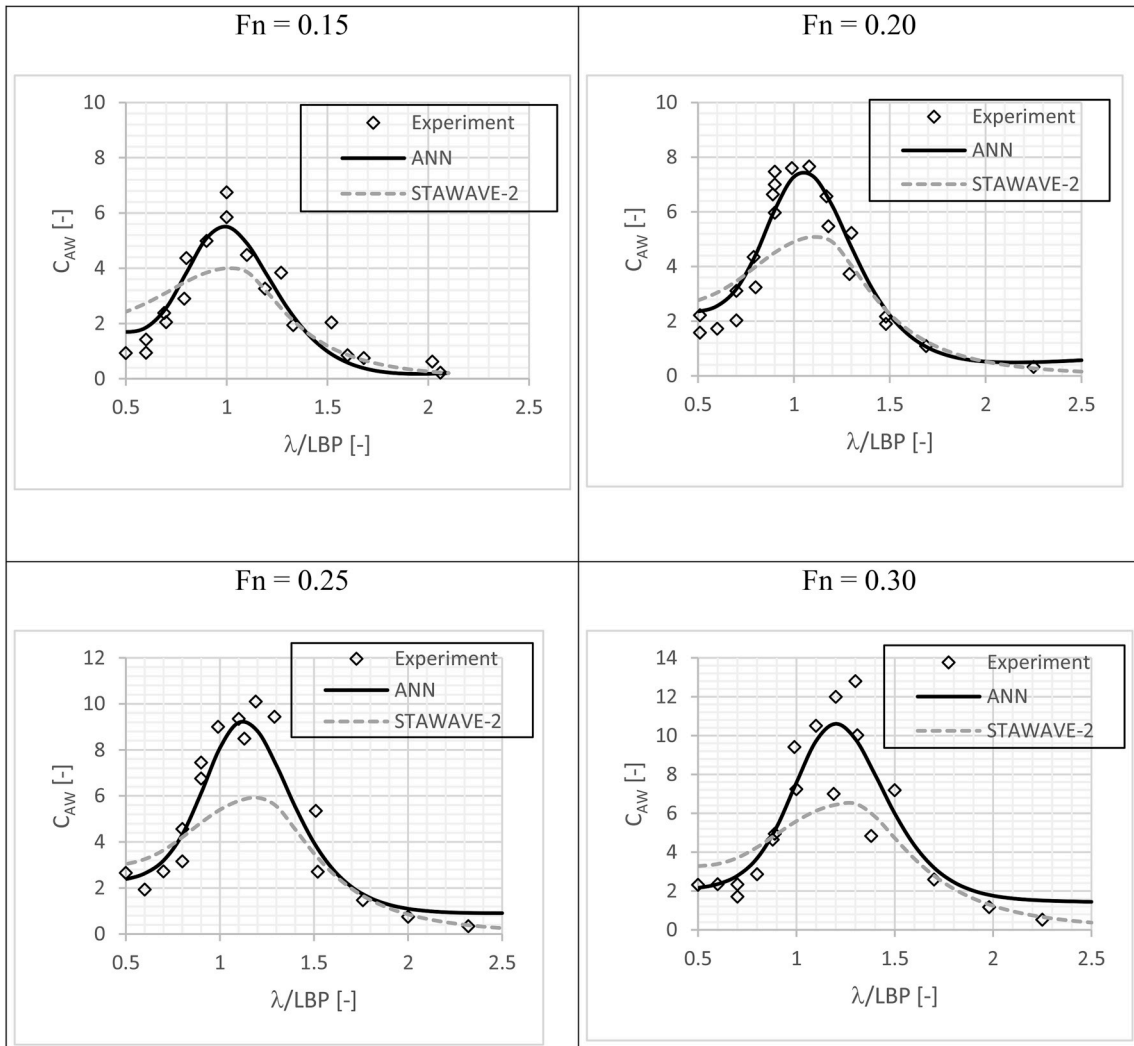 Fn = 0.15
10
8
6
4
2
0
C_AW [-]
Experiment
ANN
STAWAVE-2
0.5 1 1.5 2 2.5
λ/LBP [-]
Fn = 0.20
10
8
6
4
2
0
C_AW [-]
Experiment
ANN
STAWAVE-2
0.5 1 1.5 2 2.5
λ/LBP [-]
Fn = 0.25
12
10
8
6
4
2
0
C_AW [-]
Experiment
ANN
STAWAVE-2
0.5 1 1.5 2 2.5
λ/LBP [-]
Fn = 0.30
14
12
10
8
6
4
2
0
C_AW [-]
Experiment
ANN
STAWAVE-2
0.5 1 1.5 2 2.5
λ/LBP [-]